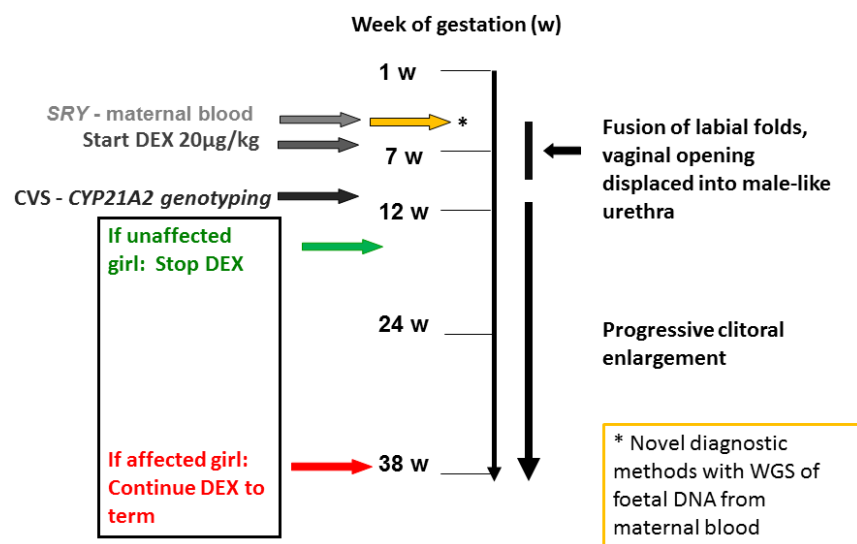 Week of gestation (w)
1 w
SRY - maternal blood
*
Start DEX 20µg/kg
7 w
Fusion of labial folds,
vaginal opening
displaced into male-like
urethra
CVS - CYP21A2 genotyping
12 w
If unaffected
girl: Stop DEX
24 w
Progressive clitoral
enlargement
If affected girl:
Continue DEX to
term
38 w
* Novel diagnostic
methods with WGS of
foetal DNA from
maternal blood